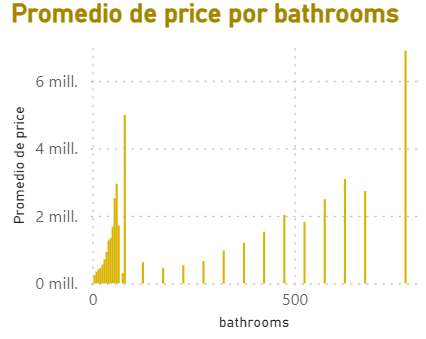 Promedio de price por bathrooms
6 mill.
4 mill.
2 mill.
0 mill.
Promedio de price
0
500
bathrooms